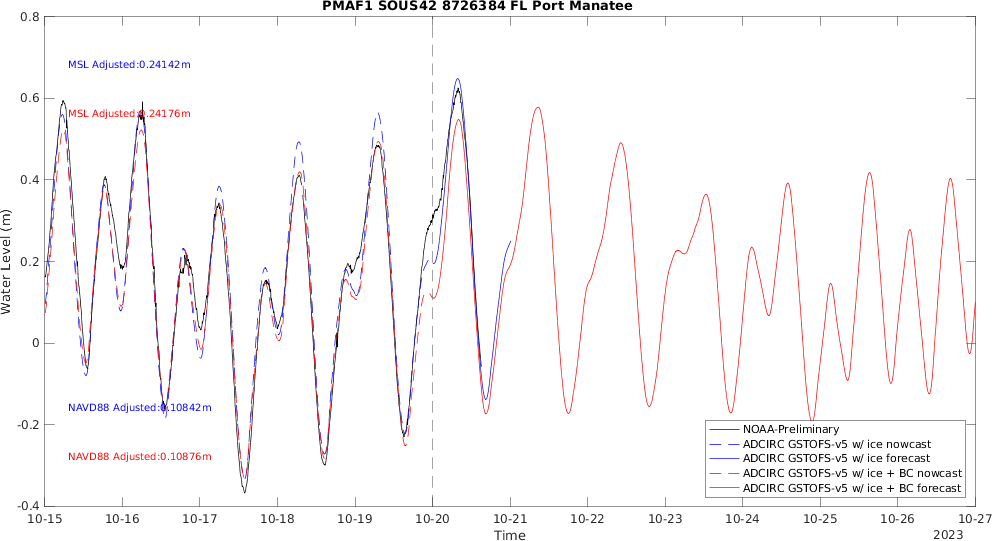 PMAF1 SOUS42 8726384 FL Port Manatee
0.8
0.6
0.4
0.2
0
-0.2
-0.4
Water Level (m)
MSL Adjusted:0.24142m
MSL Adjusted:0.24176m
NAVD88 Adjusted:0.10842m
NAVD88 Adjusted:0.10876m
NOAA-Preliminary
ADCIRC GSTOFS-v5 w/ ice nowcast
ADCIRC GSTOFS-v5 w/ ice forecast
ADCIRC GSTOFS-v5 w/ ice + BC nowcast
ADCIRC GSTOFS-v5 w/ ice + BC forecast
10-15 10-16 10-17 10-18 10-19 10-20 10-21 10-22 10-23 10-24 10-25 10-26 10-27
Time
2023